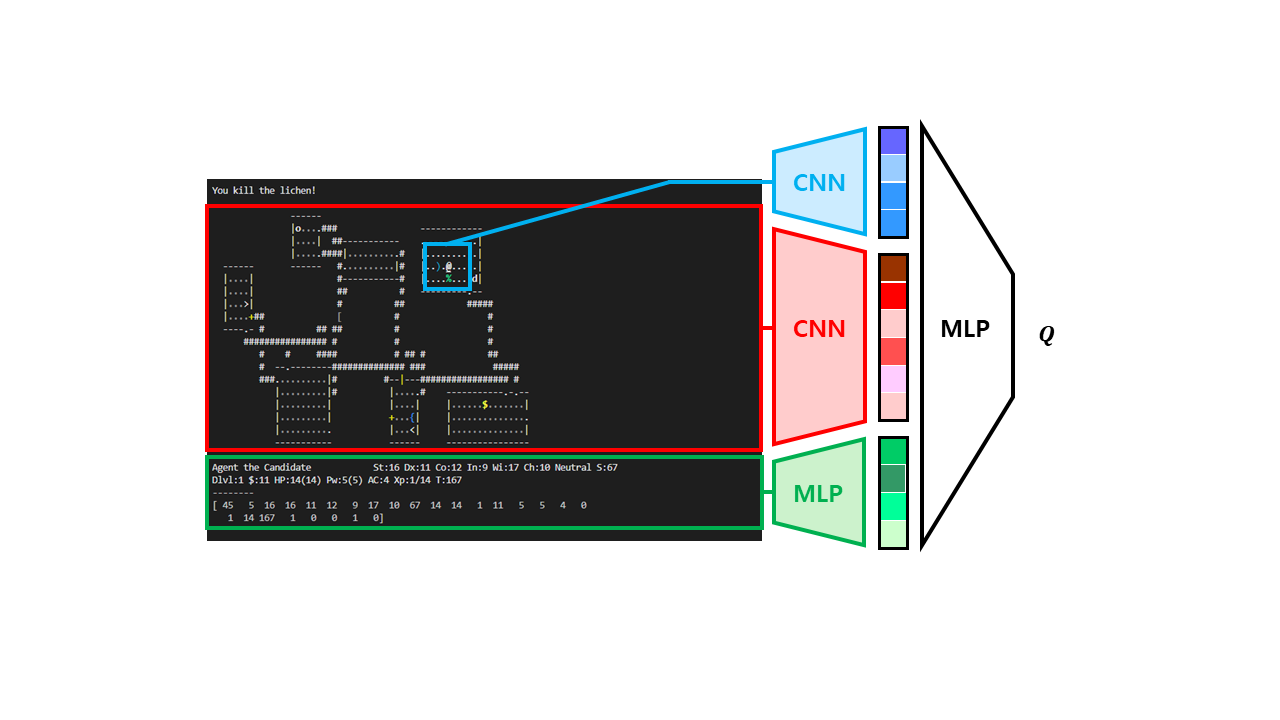 You kill the lichen!
------
|o....###                ------------
|....|  ##-----------               .|
|.....####|..........#   |..........|
------       ------   #..........|#   |..).@.....|
|....|                #-----------#   |....%...d|
|....|                ##         #   ----------.--
|...>|                #         ##            #####
|....+##              [         #                 #
----.- #          ## ##         #                 #
################ #         #                 #
#    #     ####          # ## #            ##
#  --.--------############## ###             #####
###..........|#         #--|---################# #
|.........|#         |.....#    -----------.-.--
|.........|          |....|     |......$.......|
|.........|          +...(|     |..............
|..........          |...<|     |..............|
-----------          ------     ----------------
Agent the Candidate St:16 Dx:11 Co:12 In:9 Wi:17 Ch:10 Neutral S:67
Dlvl:1 $:11 HP:14(14) Pw:5(5) AC:4 Xp:1/14 T:167
--------
[ 45 5 16 16 11 12 9 17 10 67 14 14 1 11 5 5 4 0
1 14 167 1 0 0 1 0]
CNN
CNN
MLP
MLP
Q